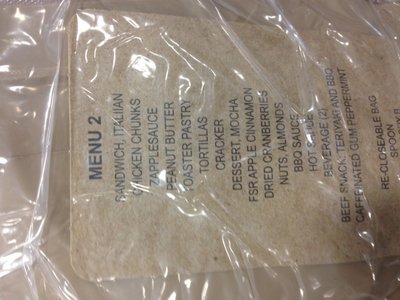 MENU 2
SANDWICH, ITALIAN
CHICKEN CHUNKS
ZAPPLESAUCE
PEANUT BUTTER
TOASTER PASTRY
TORTILLAS
CRACKER
DESSERT, MOCHA
FSR APPLE CINNAMON
DRIED CRANBERRIES
NUTS, ALMONDS
BBQ SAUCE
HOT SAUCE
BEVERAGE (2)
BEEF SNACK, TERIYAKI AND BBQ
CAFFEINATED GUM PEPPERMINT
RE-CLOSEABLE BAG
SPOON